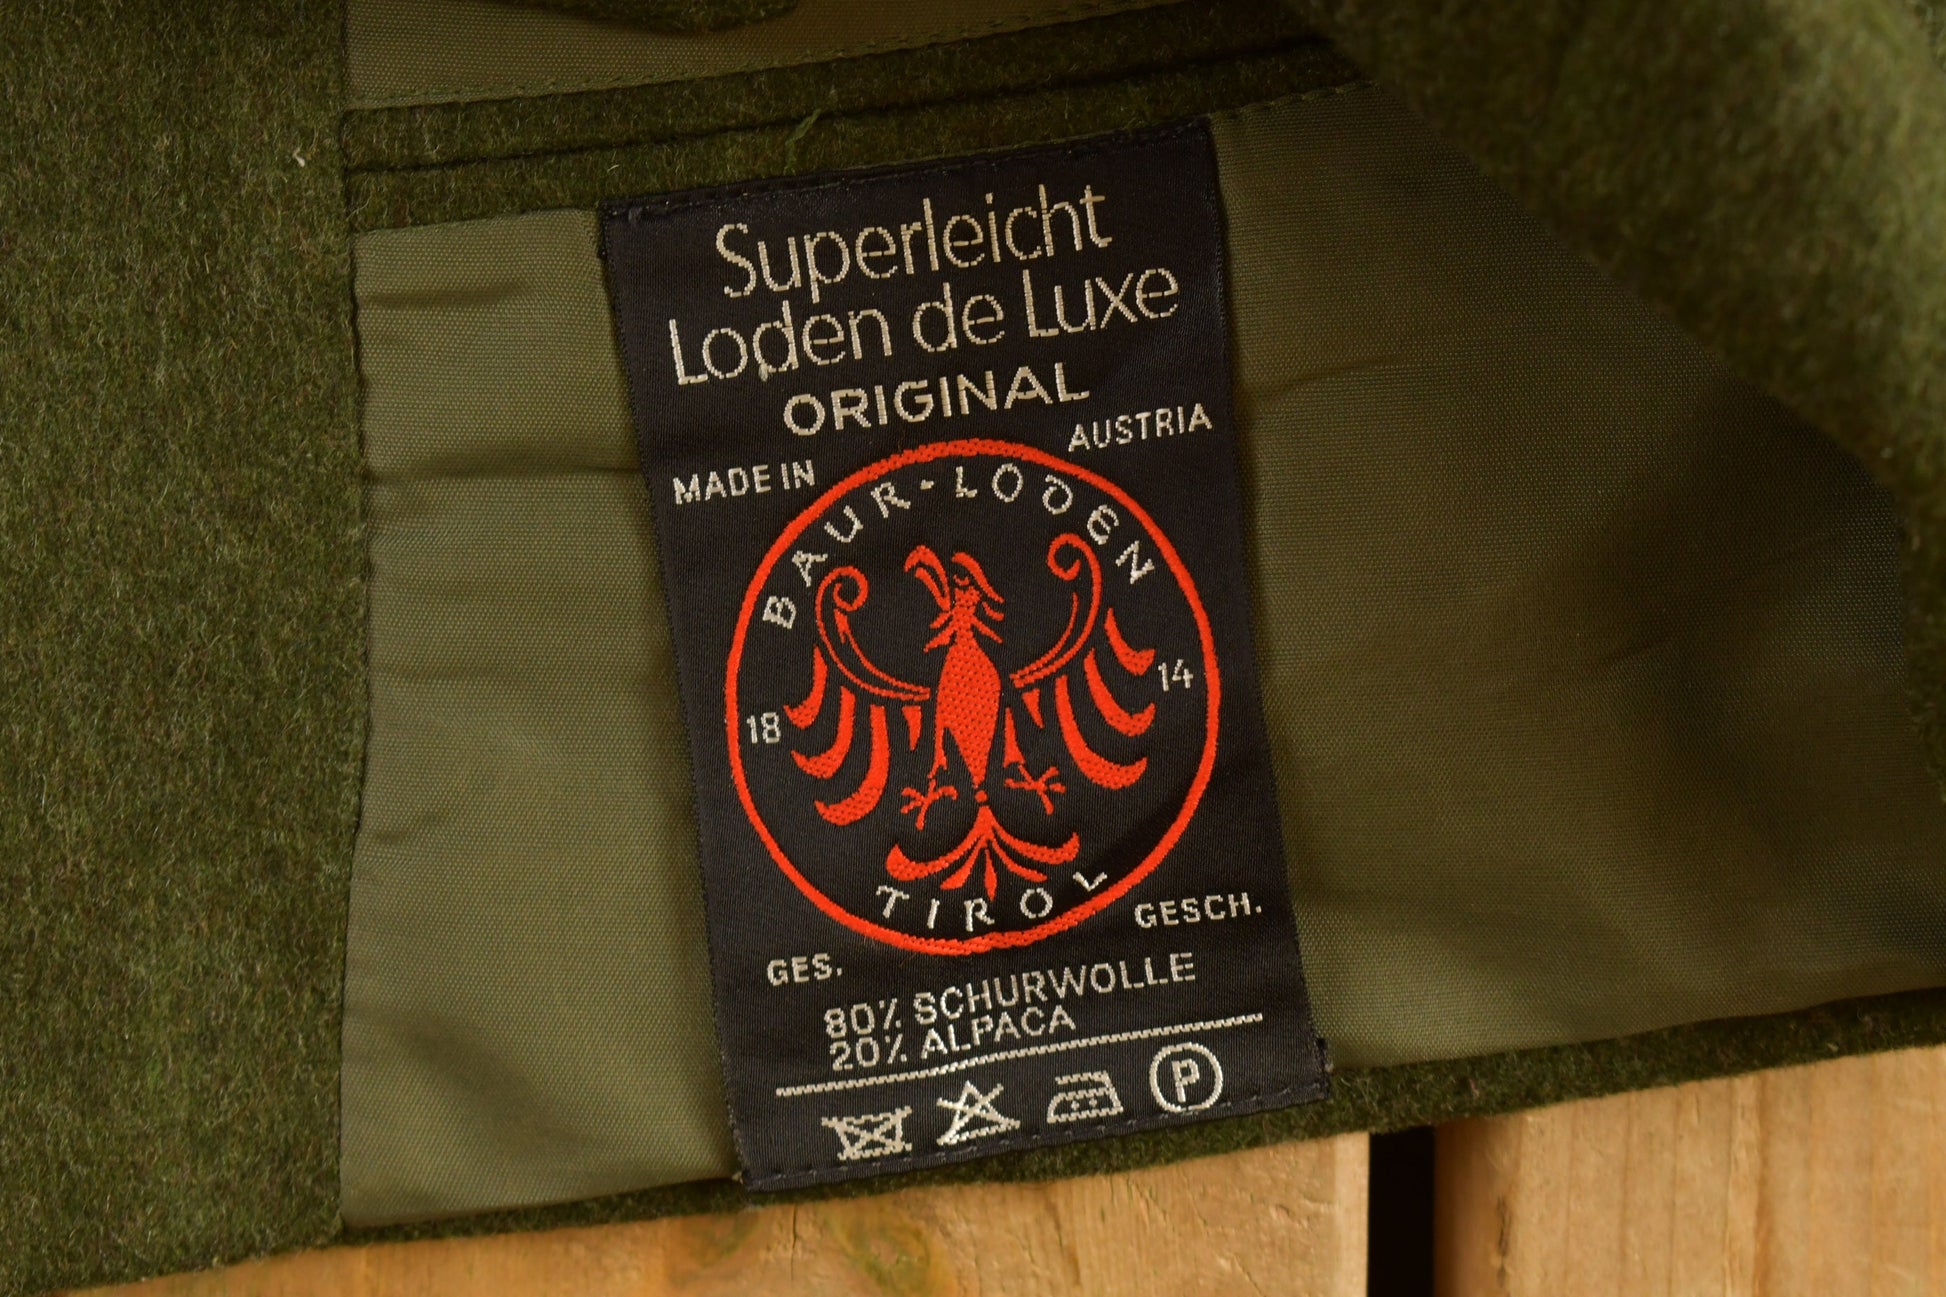 Superleicht
Loden de Luxe
ORIGINAL
MADE IN AUSTRIA
BAUR-LODEN
18 14
TIROL
GES. GESCH.
80% SCHURWOLLE
20% ALPACA
P